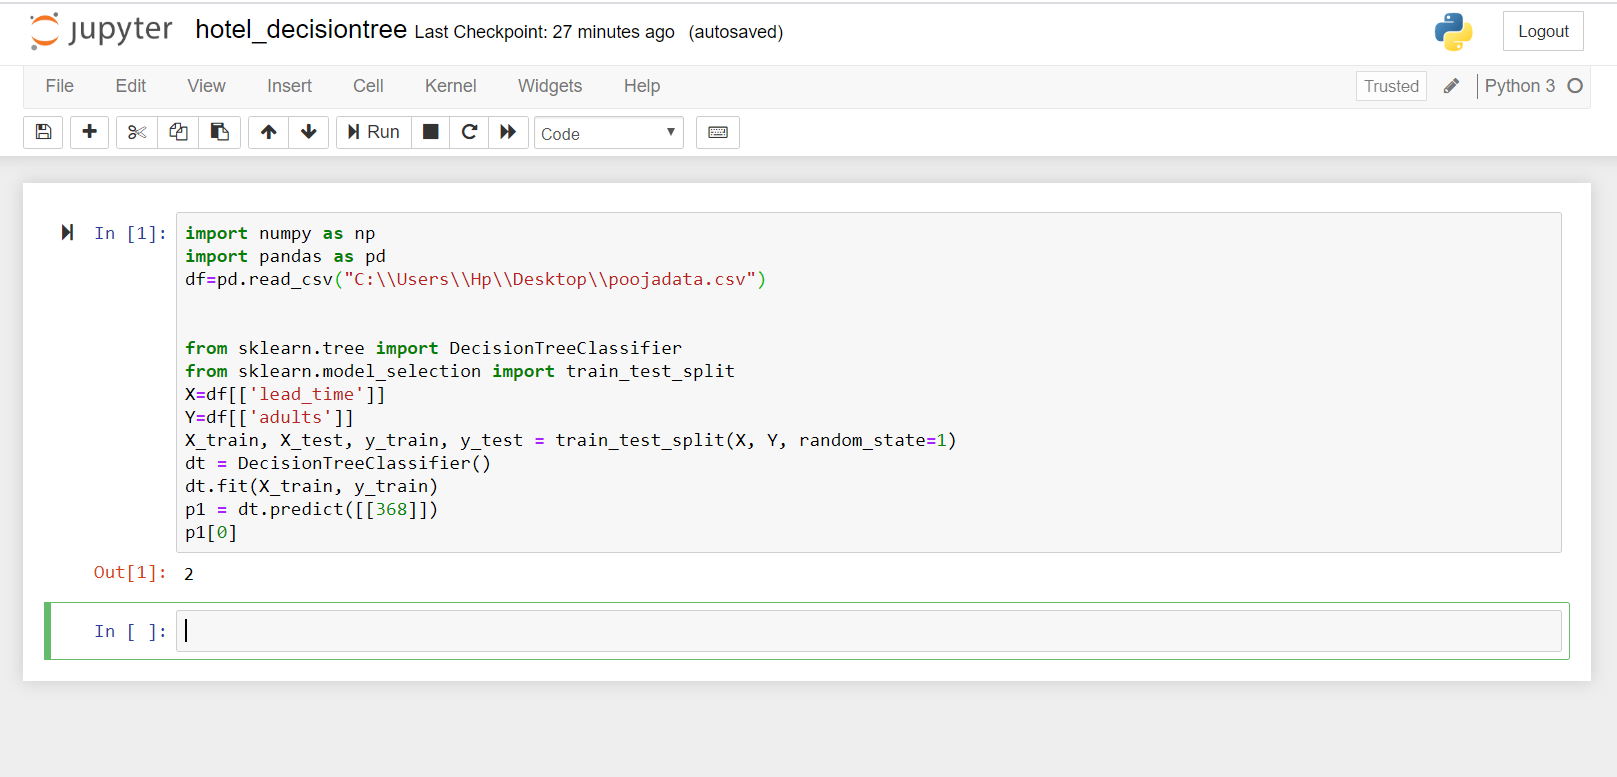 jupyter hotel_decisiontree Last Checkpoint: 27 minutes ago (autosaved) Logout
File Edit View Insert Cell Kernel Widgets Help Trusted Python 3
Run Code
In [1]: import numpy as np
import pandas as pd
df=pd.read_csv("C:\\Users\\Hp\\Desktop\\poojadata.csv")
from sklearn.tree import DecisionTreeClassifier
from sklearn.model_selection import train_test_split
X=df[['lead_time']]
Y=df[['adults']]
X_train, X_test, y_train, y_test = train_test_split(X, Y, random_state=1)
dt = DecisionTreeClassifier()
dt.fit(X_train, y_train)
p1 = dt.predict([[368]])
p1[0]
Out[1]: 2
In [ ]: